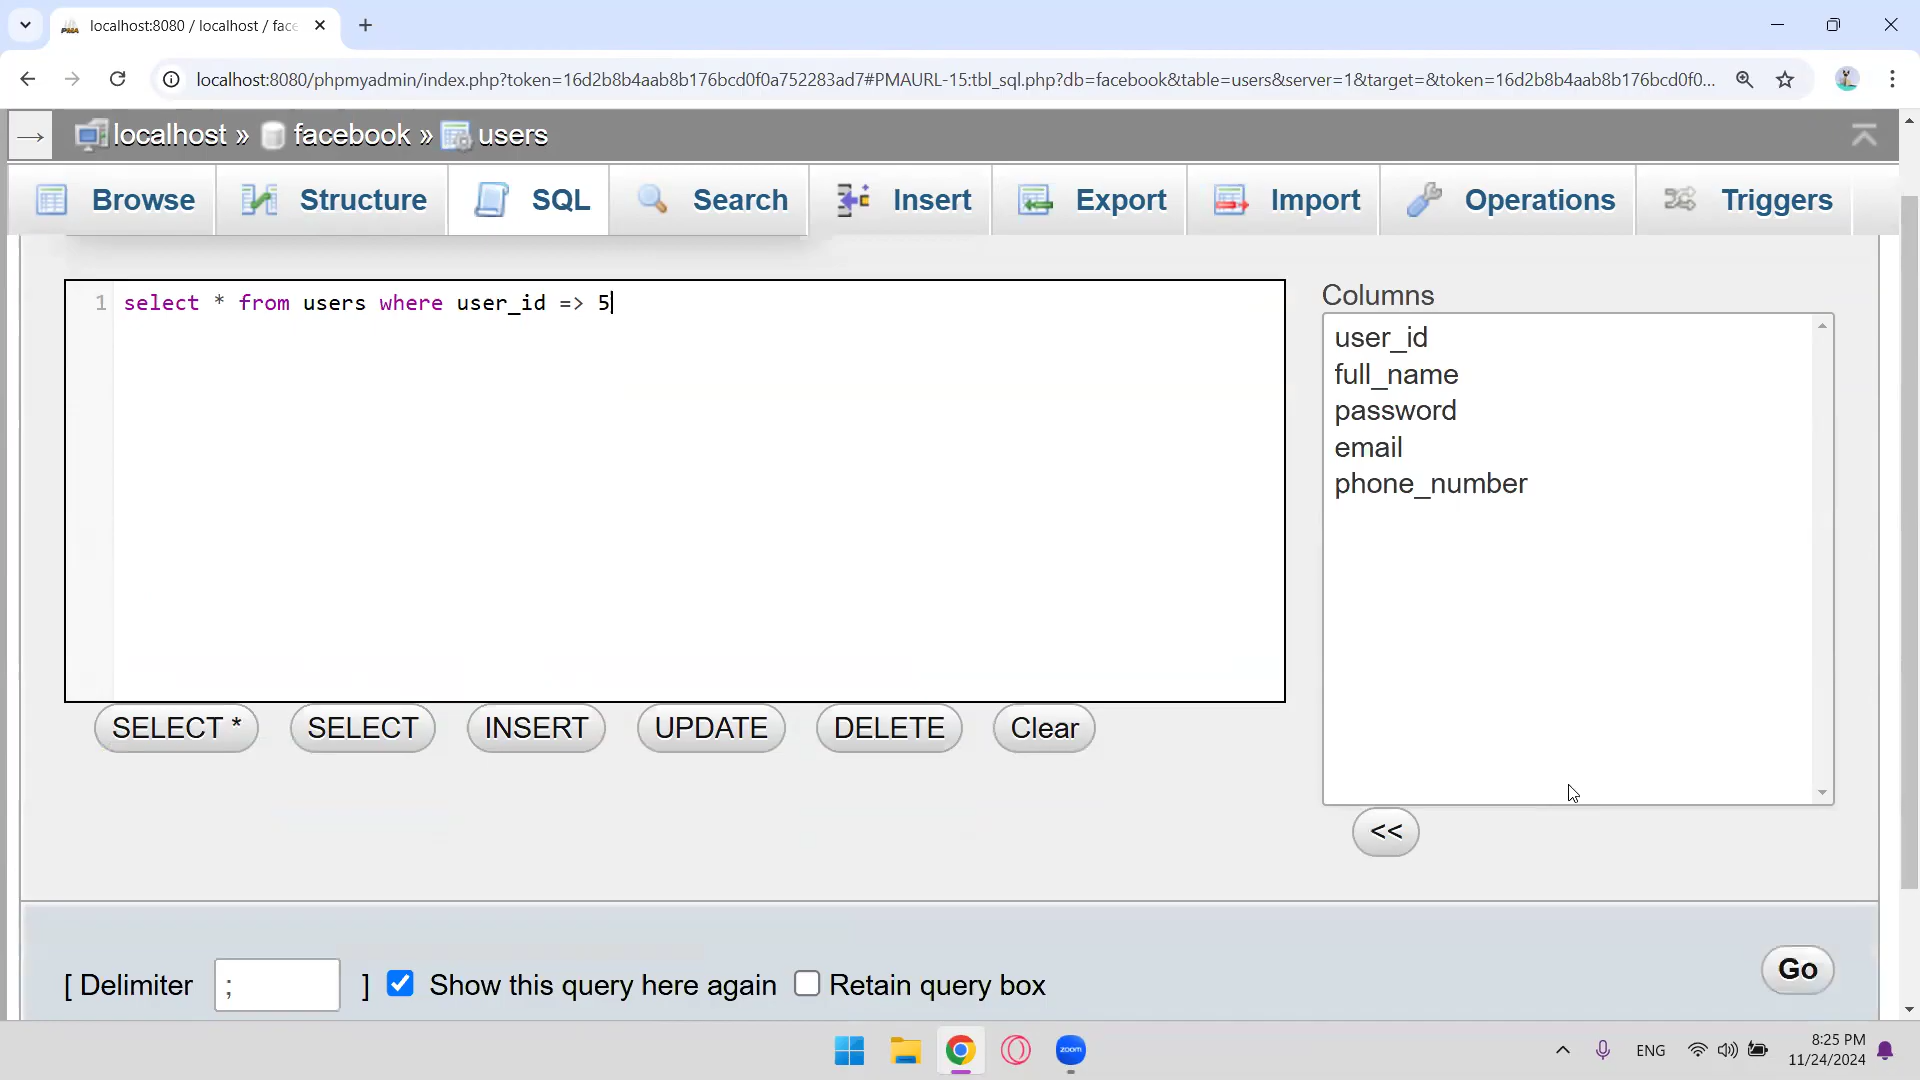 localhost:8080 / localhost / face
localhost:8080/phpmyadmin/index.php?token=16d2b8b4aab8b176bcd0f0a752283ad7#PMAURL-15:tbl_sql.php?db=facebook&table=users&server=1&target=&token=16d2b8b4aab8b176bcd0f0...
localhost » facebook » users
Browse Structure SQL Search Insert Export Import Operations Triggers
1 select * from users where user_id => 5
Columns
user_id
full_name
password
email
phone_number
SELECT * SELECT INSERT UPDATE DELETE Clear
<<
[ Delimiter ; ] Show this query here again Retain query box
Go
zoom
ENG
8:25 PM
11/24/2024